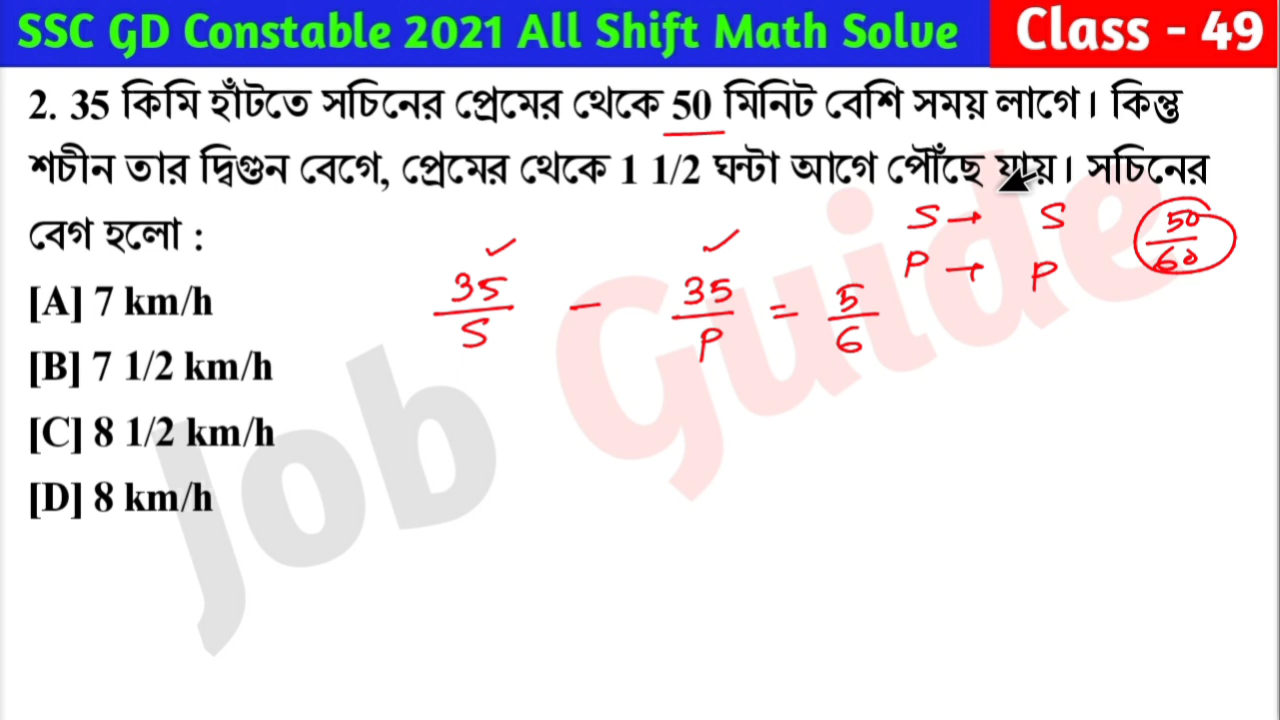 SSC GD Constable 2021 All Shift Math Solve
Class - 49
2. 35 কিমি হাঁটতে সচিনের প্রেমের থেকে 50 মিনিট বেশি সময় লাগে। কিন্তু
শচীন তার দ্বিগুন বেগে, প্রেমের থেকে 1 1/2 ঘন্টা আগে পৌঁছে যায়। সচিনের
বেগ হলো :
S → S
P → P
50/60
[A] 7 km/h
35/S - 35/P = 5/6
[B] 7 1/2 km/h
[C] 8 1/2 km/h
[D] 8 km/h
Job Guide